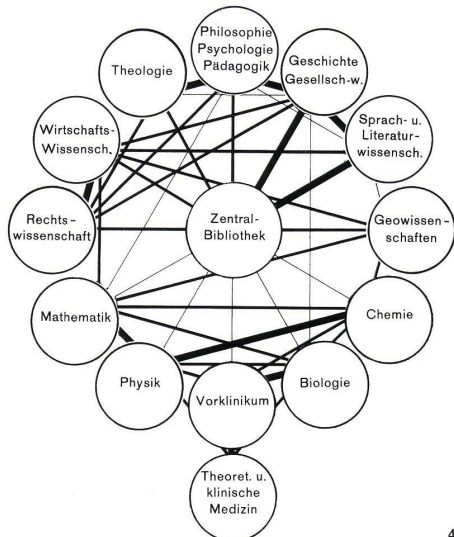 Philosophie
Psychologie
Pädagogik
Geschichte
Gesellsch-w.
Theologie
Sprach- u.
Literatur-
wissensch.
Wirtschafts-
Wissensch.
Zentral-
Bibliothek
Rechts-
wissenschaft
Geowissen-
schaften
Mathematik
Chemie
Physik
Vorklinikum
Biologie
Theoret. u.
klinische
Medizin
4